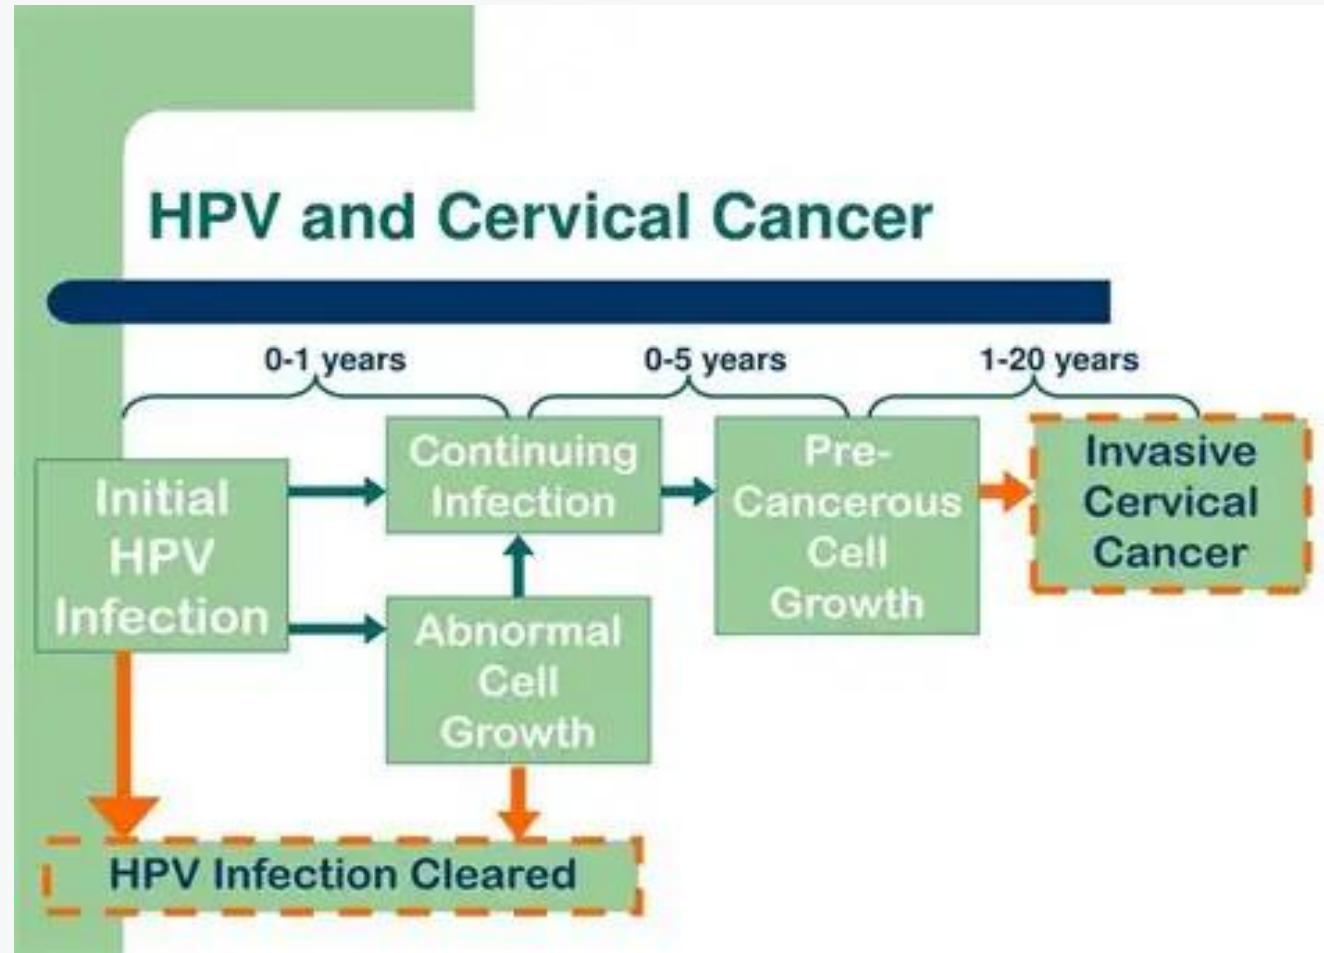 HPV and Cervical Cancer
0-1 years
0-5 years
1-20 years
Initial
HPV
Infection
Continuing
Infection
Abnormal
Cell
Growth
Pre-
Cancerous
Cell
Growth
Invasive
Cervical
Cancer
HPV Infection Cleared